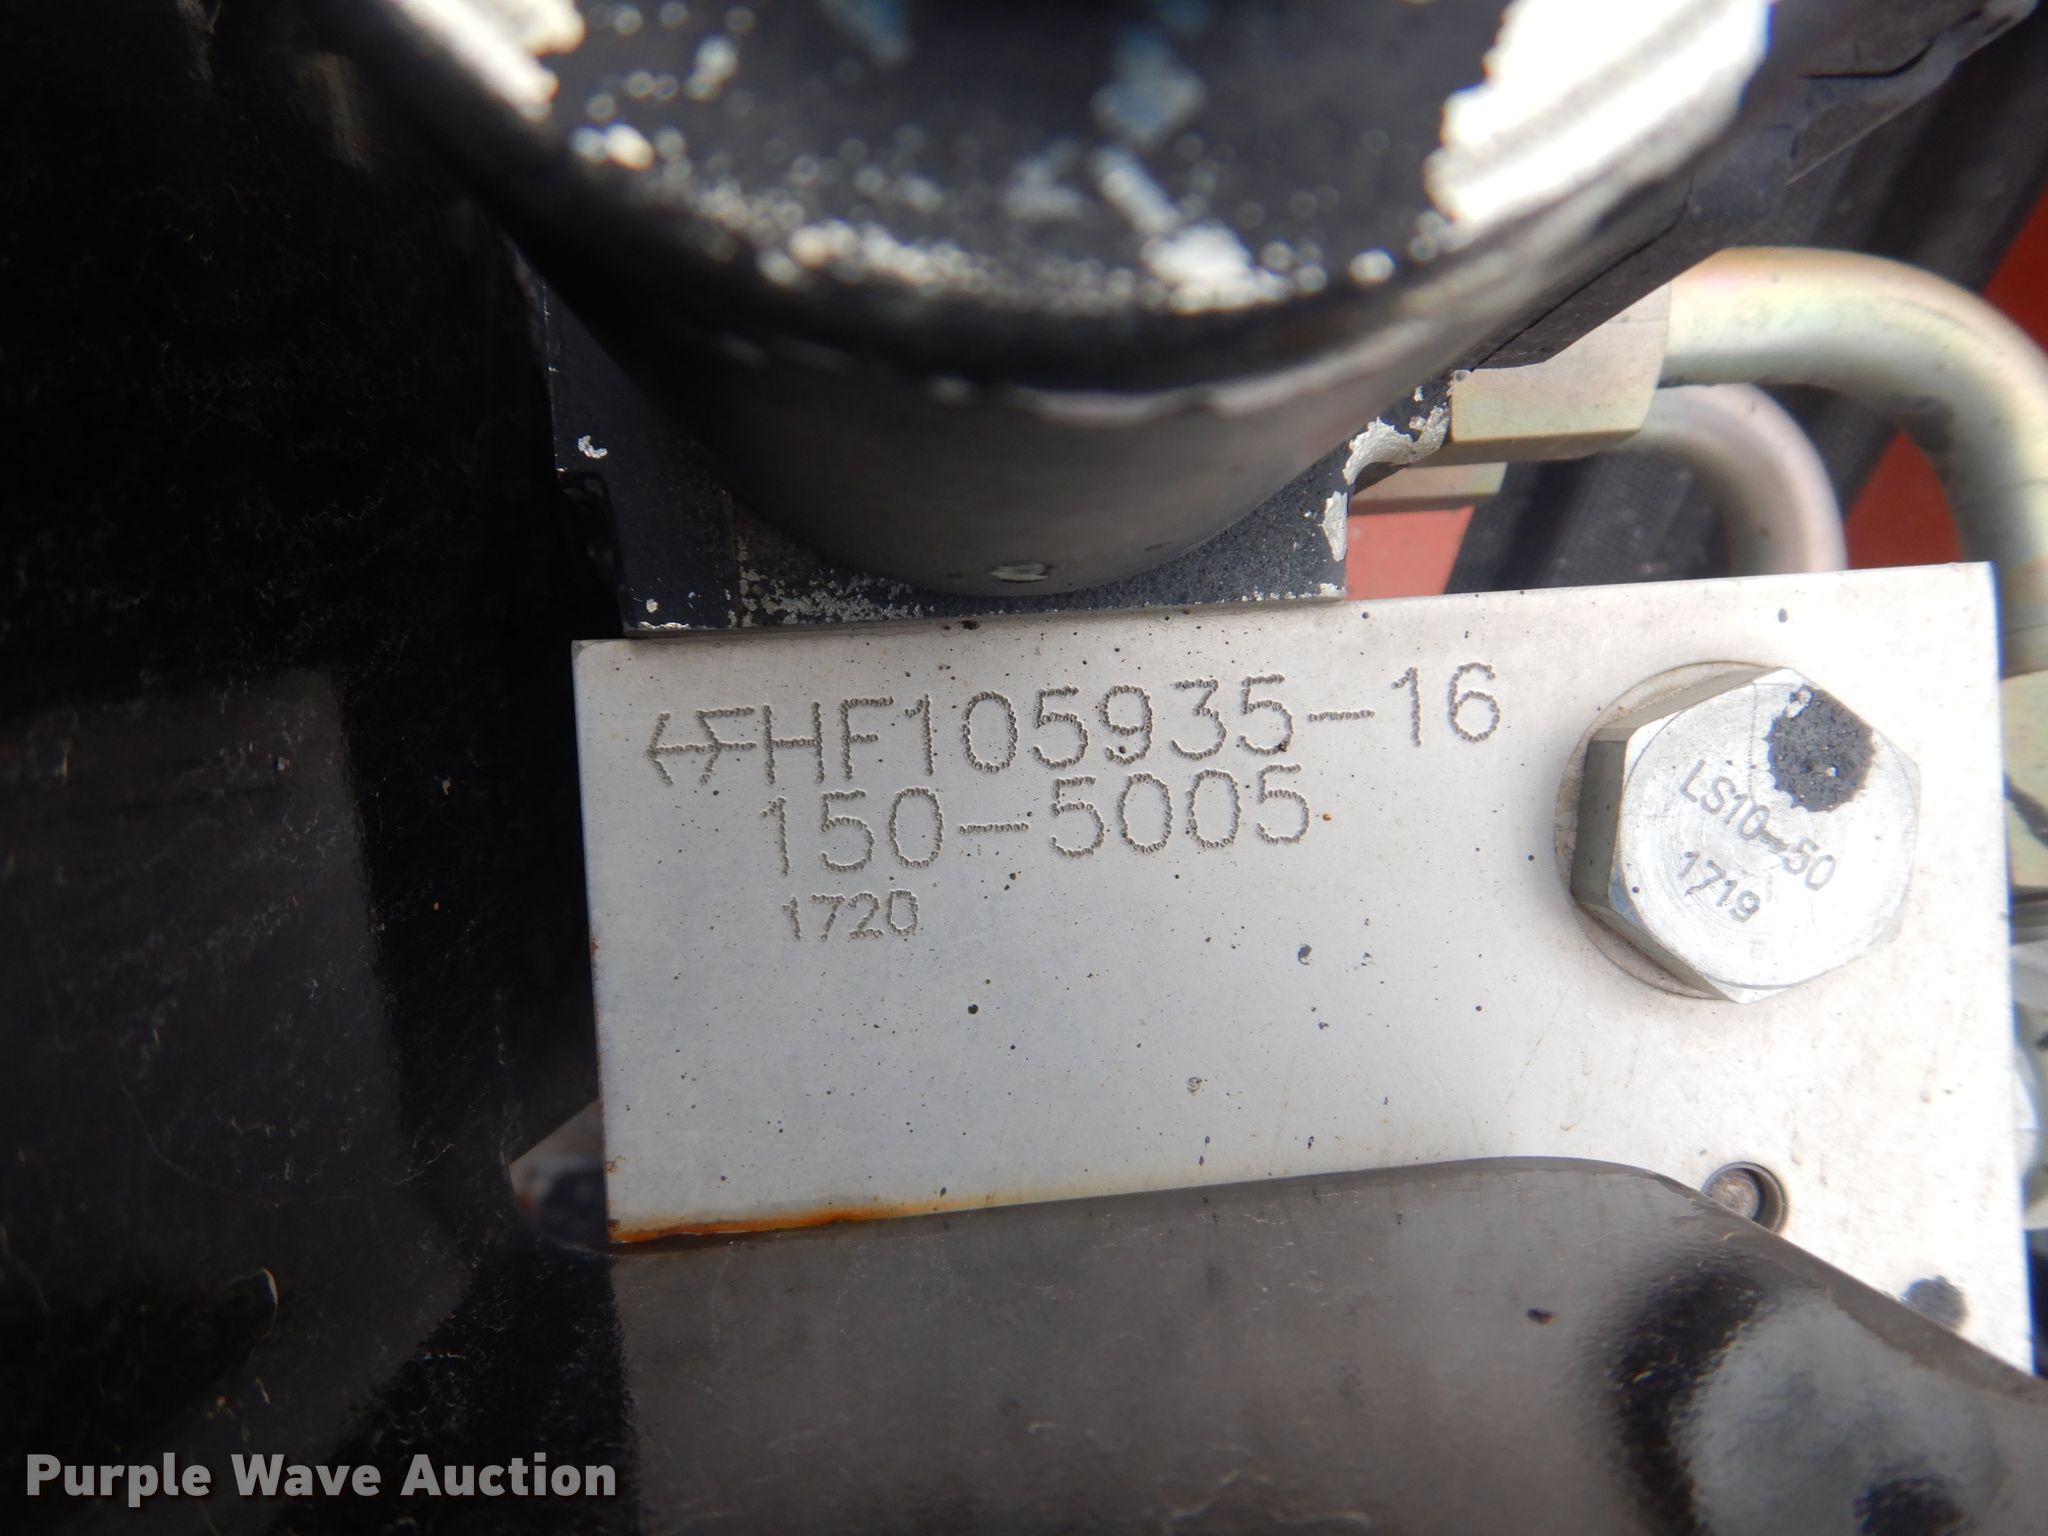 HF105935-16
150-5005
1720
LS10-50
1719
Purple Wave Auction